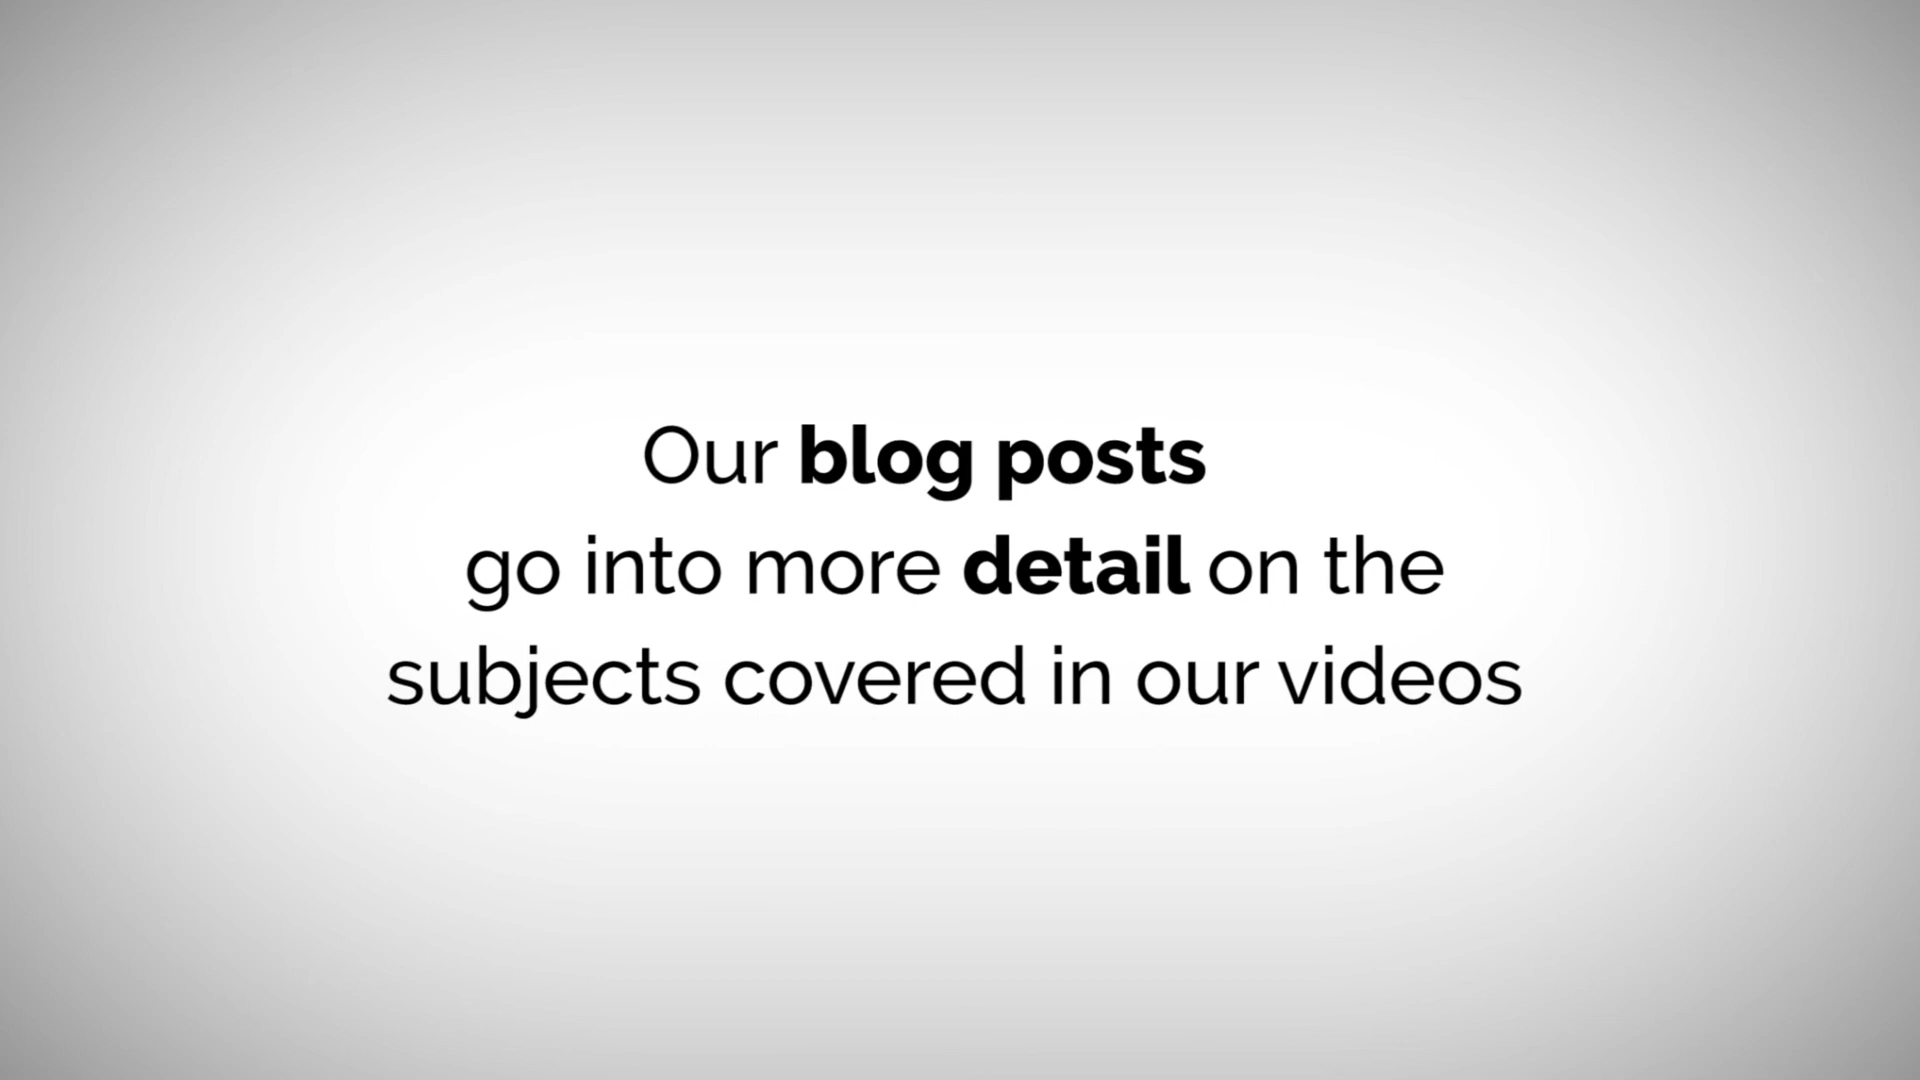 Our blog posts
go into more detail on the
subjects covered in our videos